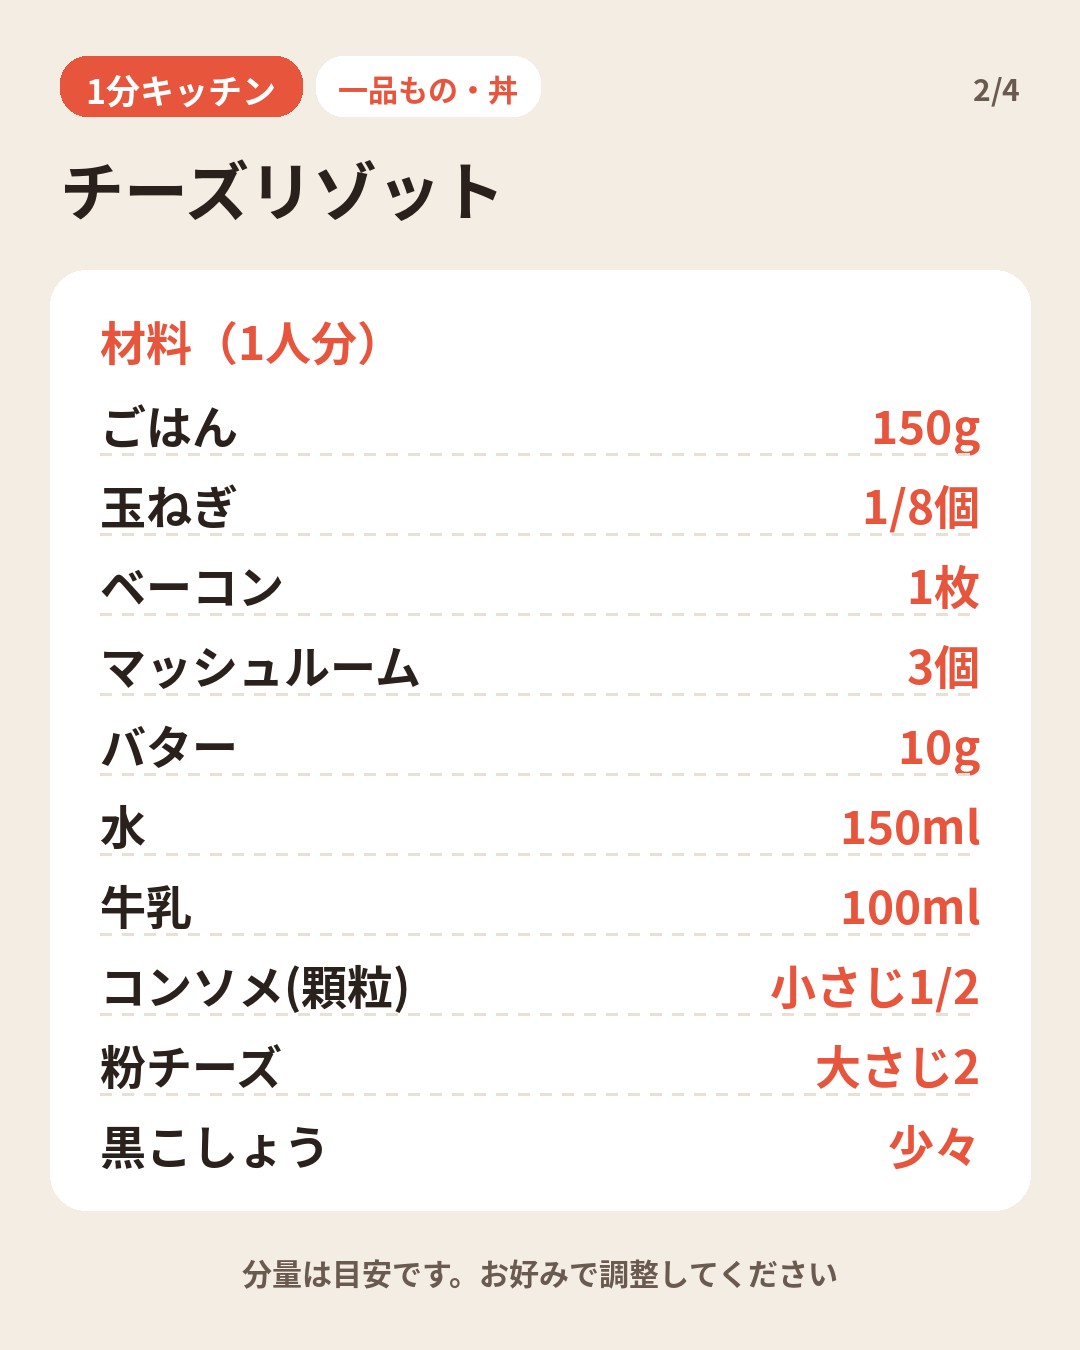 1分キッチン 一品もの・丼 2/4
チーズリゾット
材料（1人分）
ごはん 150g
玉ねぎ 1/8個
ベーコン 1枚
マッシュルーム 3個
バター 10g
水 150ml
牛乳 100ml
コンソメ(顆粒) 小さじ1/2
粉チーズ 大さじ2
黒こしょう 少々
分量は目安です。お好みで調整してください